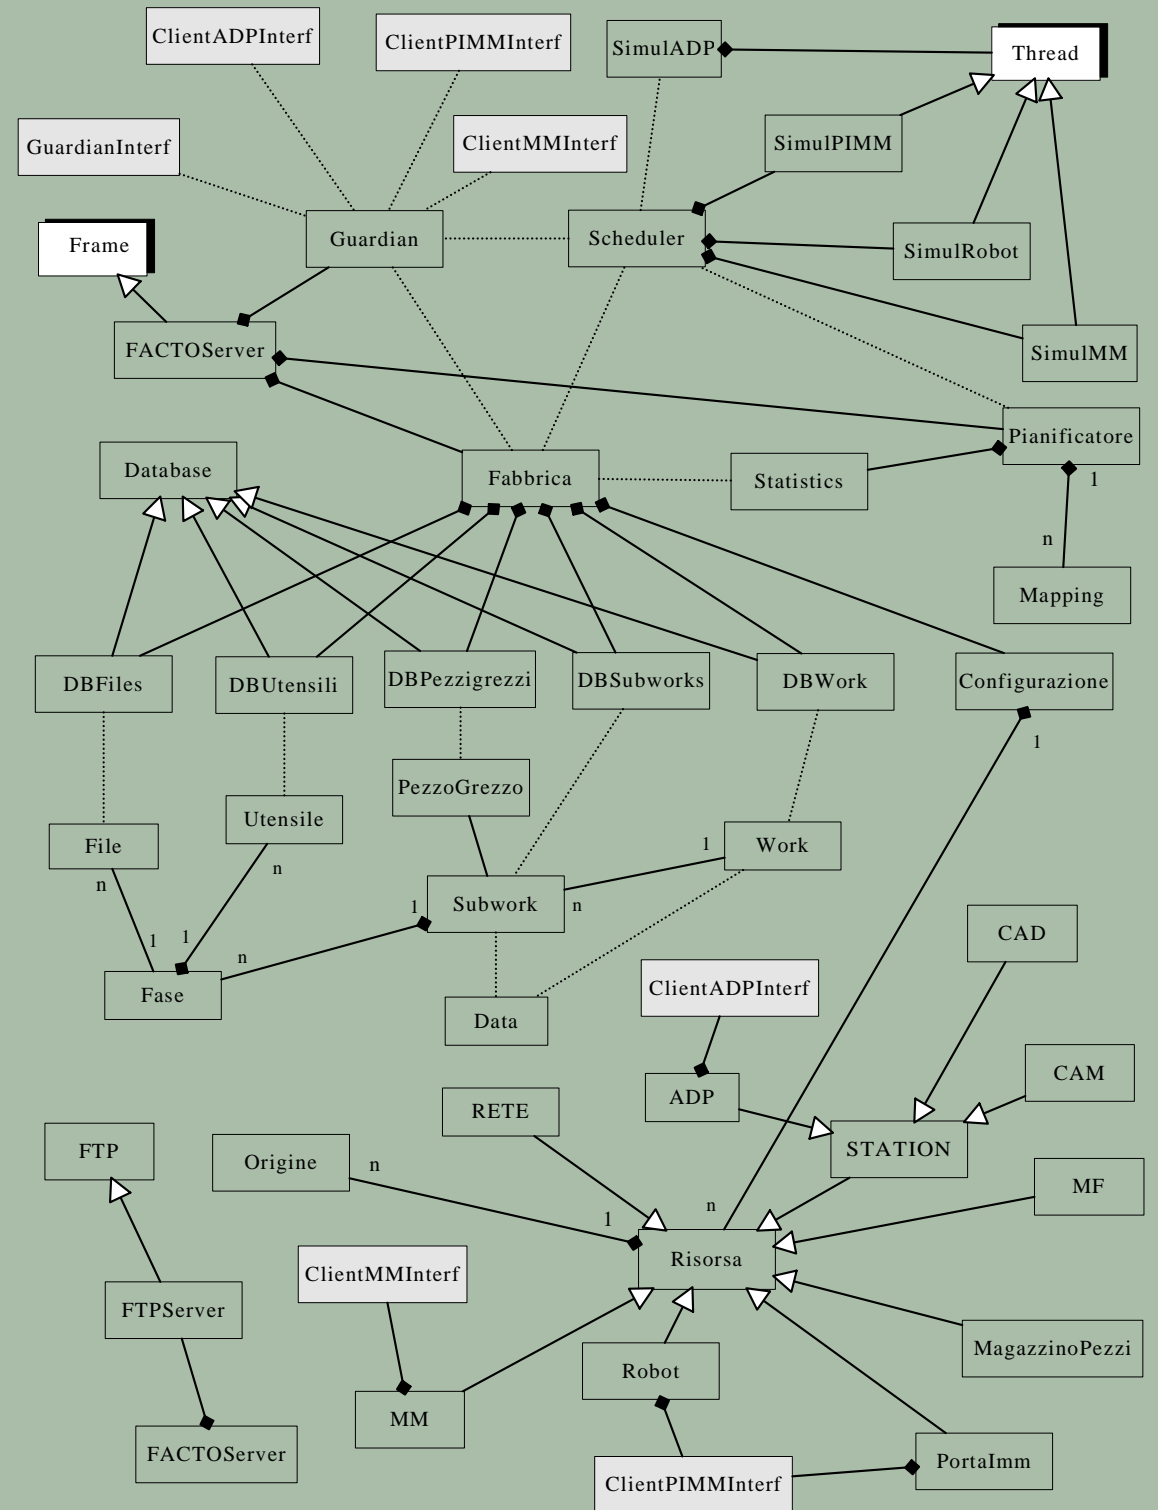 ClientADPInterf
ClientPIMMInterf
SimulADP
Thread
GuardianInterf
ClientMMInterf
SimulPIMM
Frame
Guardian
Scheduler
SimulRobot
FACTOServer
SimulMM
Database
Fabbrica
Statistics
Pianificatore
1
n
Mapping
DBFiles
DBUtensili
DBPezzigrezzi
DBSubworks
DBWork
Configurazione
1
PezzoGrezzo
File
Utensile
Work
n
n
1
Subwork
n
1
1
1
n
Fase
Data
CAD
ClientADPInterf
ADP
CAM
RETE
STATION
FTP
Origine
n
MF
1
n
Risorsa
ClientMMInterf
FTPServer
MagazzinoPezzi
Robot
MM
FACTOServer
ClientPIMMInterf
PortaImm